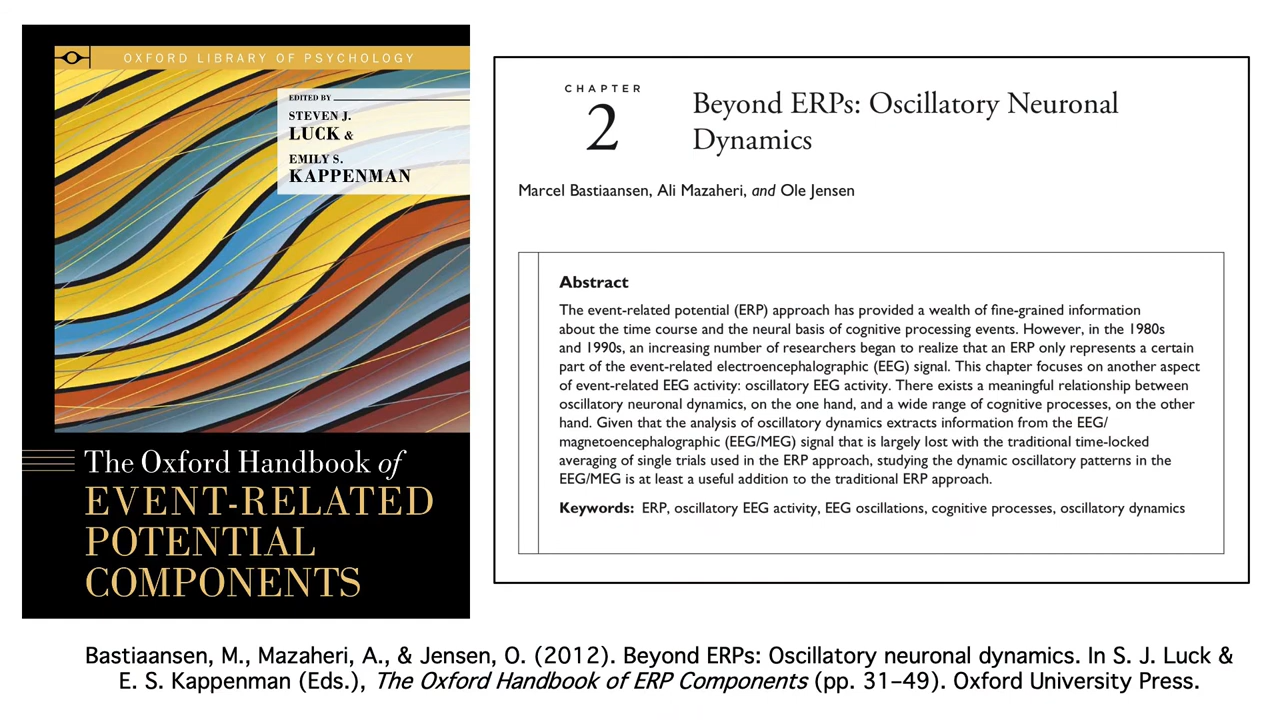 OXFORD LIBRARY OF PSYCHOLOGY
EDITED BY
STEVEN J.
LUCK &
EMILY S.
KAPPENMAN
The Oxford Handbook of
EVENT-RELATED
POTENTIAL
COMPONENTS
CHAPTER
2
Beyond ERPs: Oscillatory Neuronal
Dynamics
Marcel Bastiaansen, Ali Mazaheri, and Ole Jensen
Abstract
The event-related potential (ERP) approach has provided a wealth of fine-grained information
about the time course and the neural basis of cognitive processing events. However, in the 1980s
and 1990s, an increasing number of researchers began to realize that an ERP only represents a certain
part of the event-related electroencephalographic (EEG) signal. This chapter focuses on another aspect
of event-related EEG activity: oscillatory EEG activity. There exists a meaningful relationship between
oscillatory neuronal dynamics, on the one hand, and a wide range of cognitive processes, on the other
hand. Given that the analysis of oscillatory dynamics extracts information from the EEG/
magnetoencephalographic (EEG/MEG) signal that is largely lost with the traditional time-locked
averaging of single trials used in the ERP approach, studying the dynamic oscillatory patterns in the
EEG/MEG is at least a useful addition to the traditional ERP approach.
Keywords: ERP, oscillatory EEG activity, EEG oscillations, cognitive processes, oscillatory dynamics
Bastiaansen, M., Mazaheri, A., & Jensen, O. (2012). Beyond ERPs: Oscillatory neuronal dynamics. In S. J. Luck &
E. S. Kappenman (Eds.), The Oxford Handbook of ERP Components (pp. 31–49). Oxford University Press.